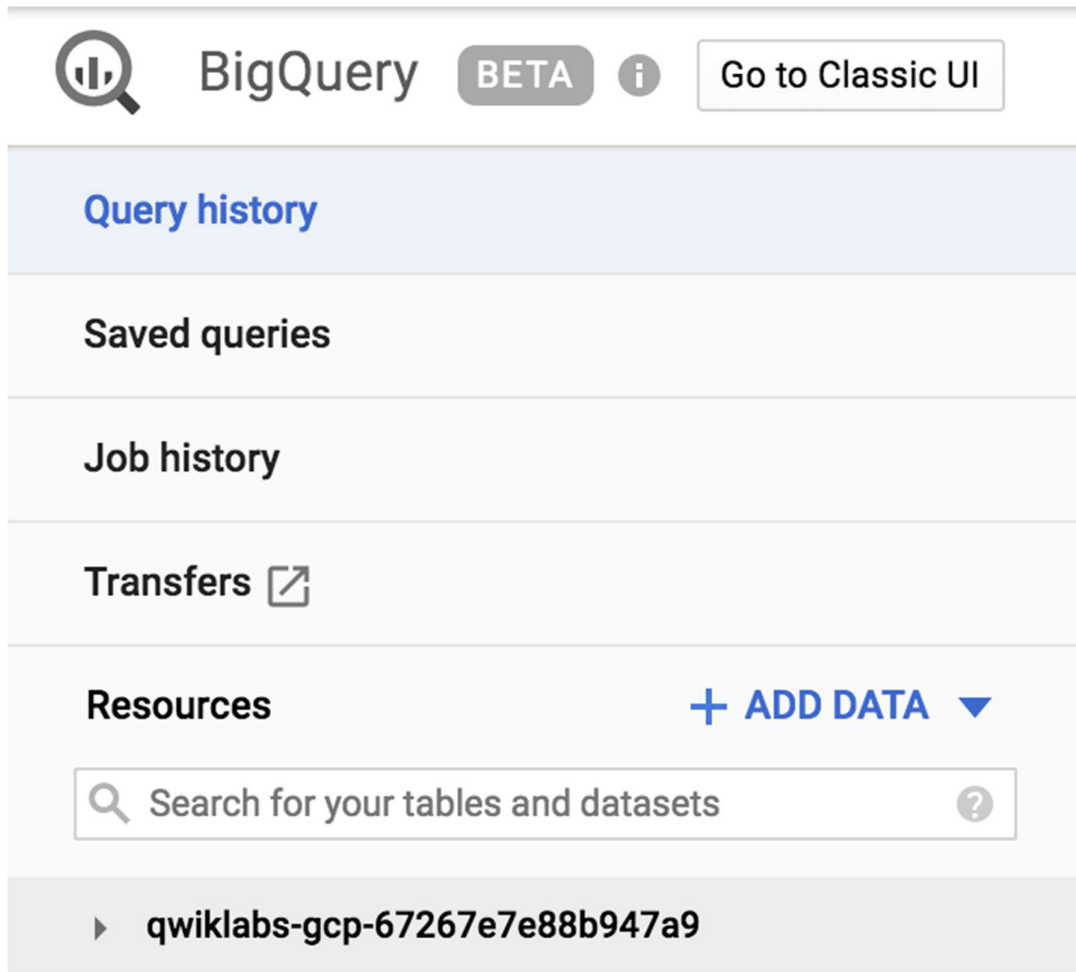 BigQuery BETA Go to Classic UI
Query history
Saved queries
Job history
Transfers
Resources + ADD DATA
Search for your tables and datasets
qwiklabs-gcp-67267e7e88b947a9